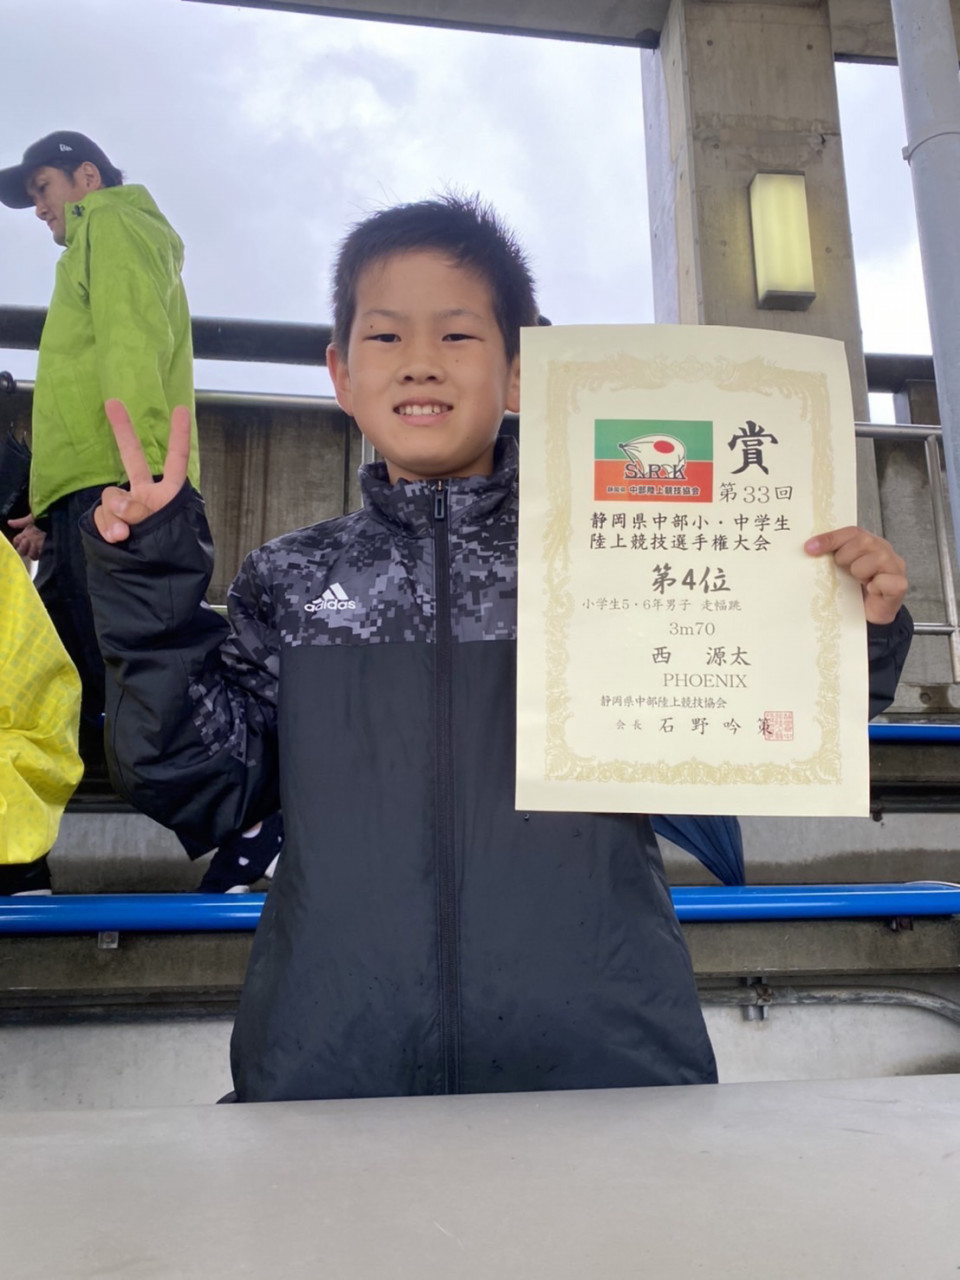 adidas
賞
SRK
静岡県 中部陸上競技協会
第33回
静岡県中部小・中学生
陸上競技選手権大会
第4位
小学生5・6年男子 走幅跳
3m70
西 源太
PHOENIX
静岡県中部陸上競技協会
会長 石野吟策